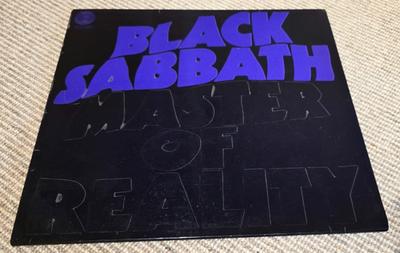 BLACK
SABBATH
MASTER
OF
REALITY